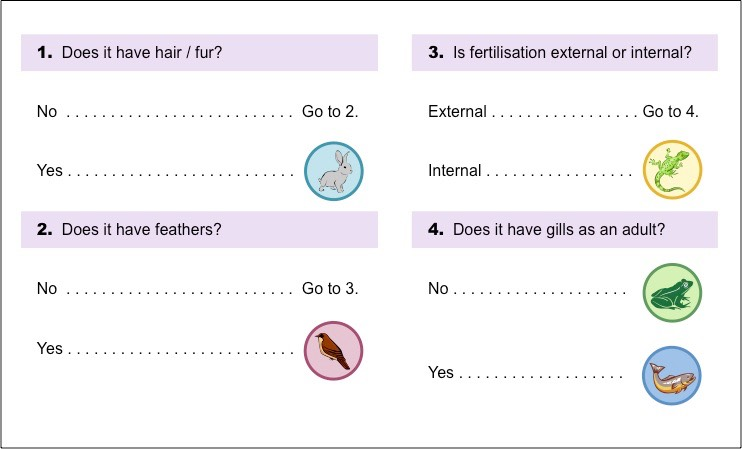 1. Does it have hair / fur?
No . . . . . . . . . . . . . . . . . . . . . . . . . . Go to 2.
Yes . . . . . . . . . . . . . . . . . . . . . . . . . .
2. Does it have feathers?
No . . . . . . . . . . . . . . . . . . . . . . . . . . Go to 3.
Yes . . . . . . . . . . . . . . . . . . . . . . . . . .
3. Is fertilisation external or internal?
External . . . . . . . . . . . . . . . . . Go to 4.
Internal . . . . . . . . . . . . . . . . .
4. Does it have gills as an adult?
No . . . . . . . . . . . . . . . . . . . .
Yes . . . . . . . . . . . . . . . . . . .